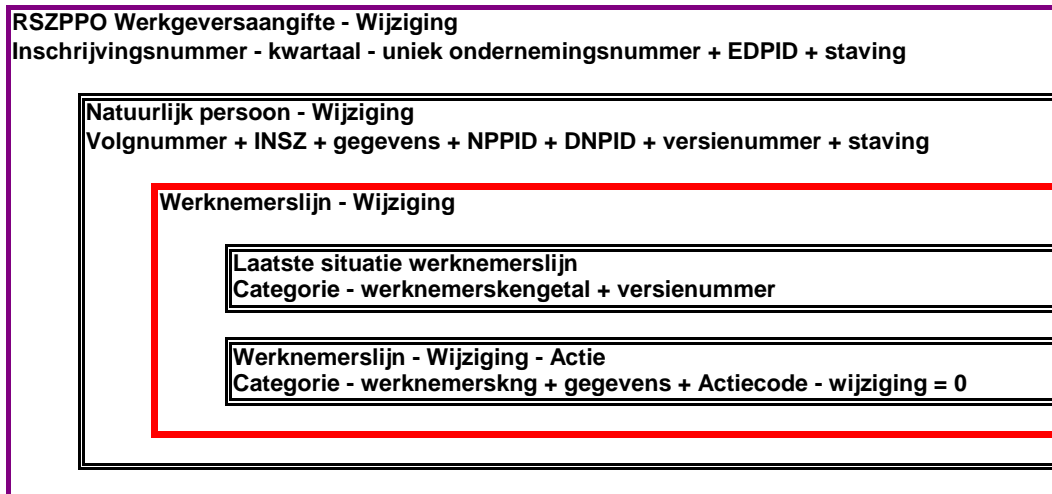 RSZPPO Werkgeversaangifte - Wijziging
Inschrijvingsnummer - kwartaal - uniek ondernemingsnummer + EDPID + staving
Natuurlijk persoon - Wijziging
Volgnummer + INSZ + gegevens + NPPID + DNPID + versienummer + staving
Werknemerslijn - Wijziging
Laatste situatie werknemerslijn
Categorie - werknemerskengetal + versienummer
Werknemerslijn - Wijziging - Actie
Categorie - werknemerskng + gegevens + Actiecode - wijziging = 0